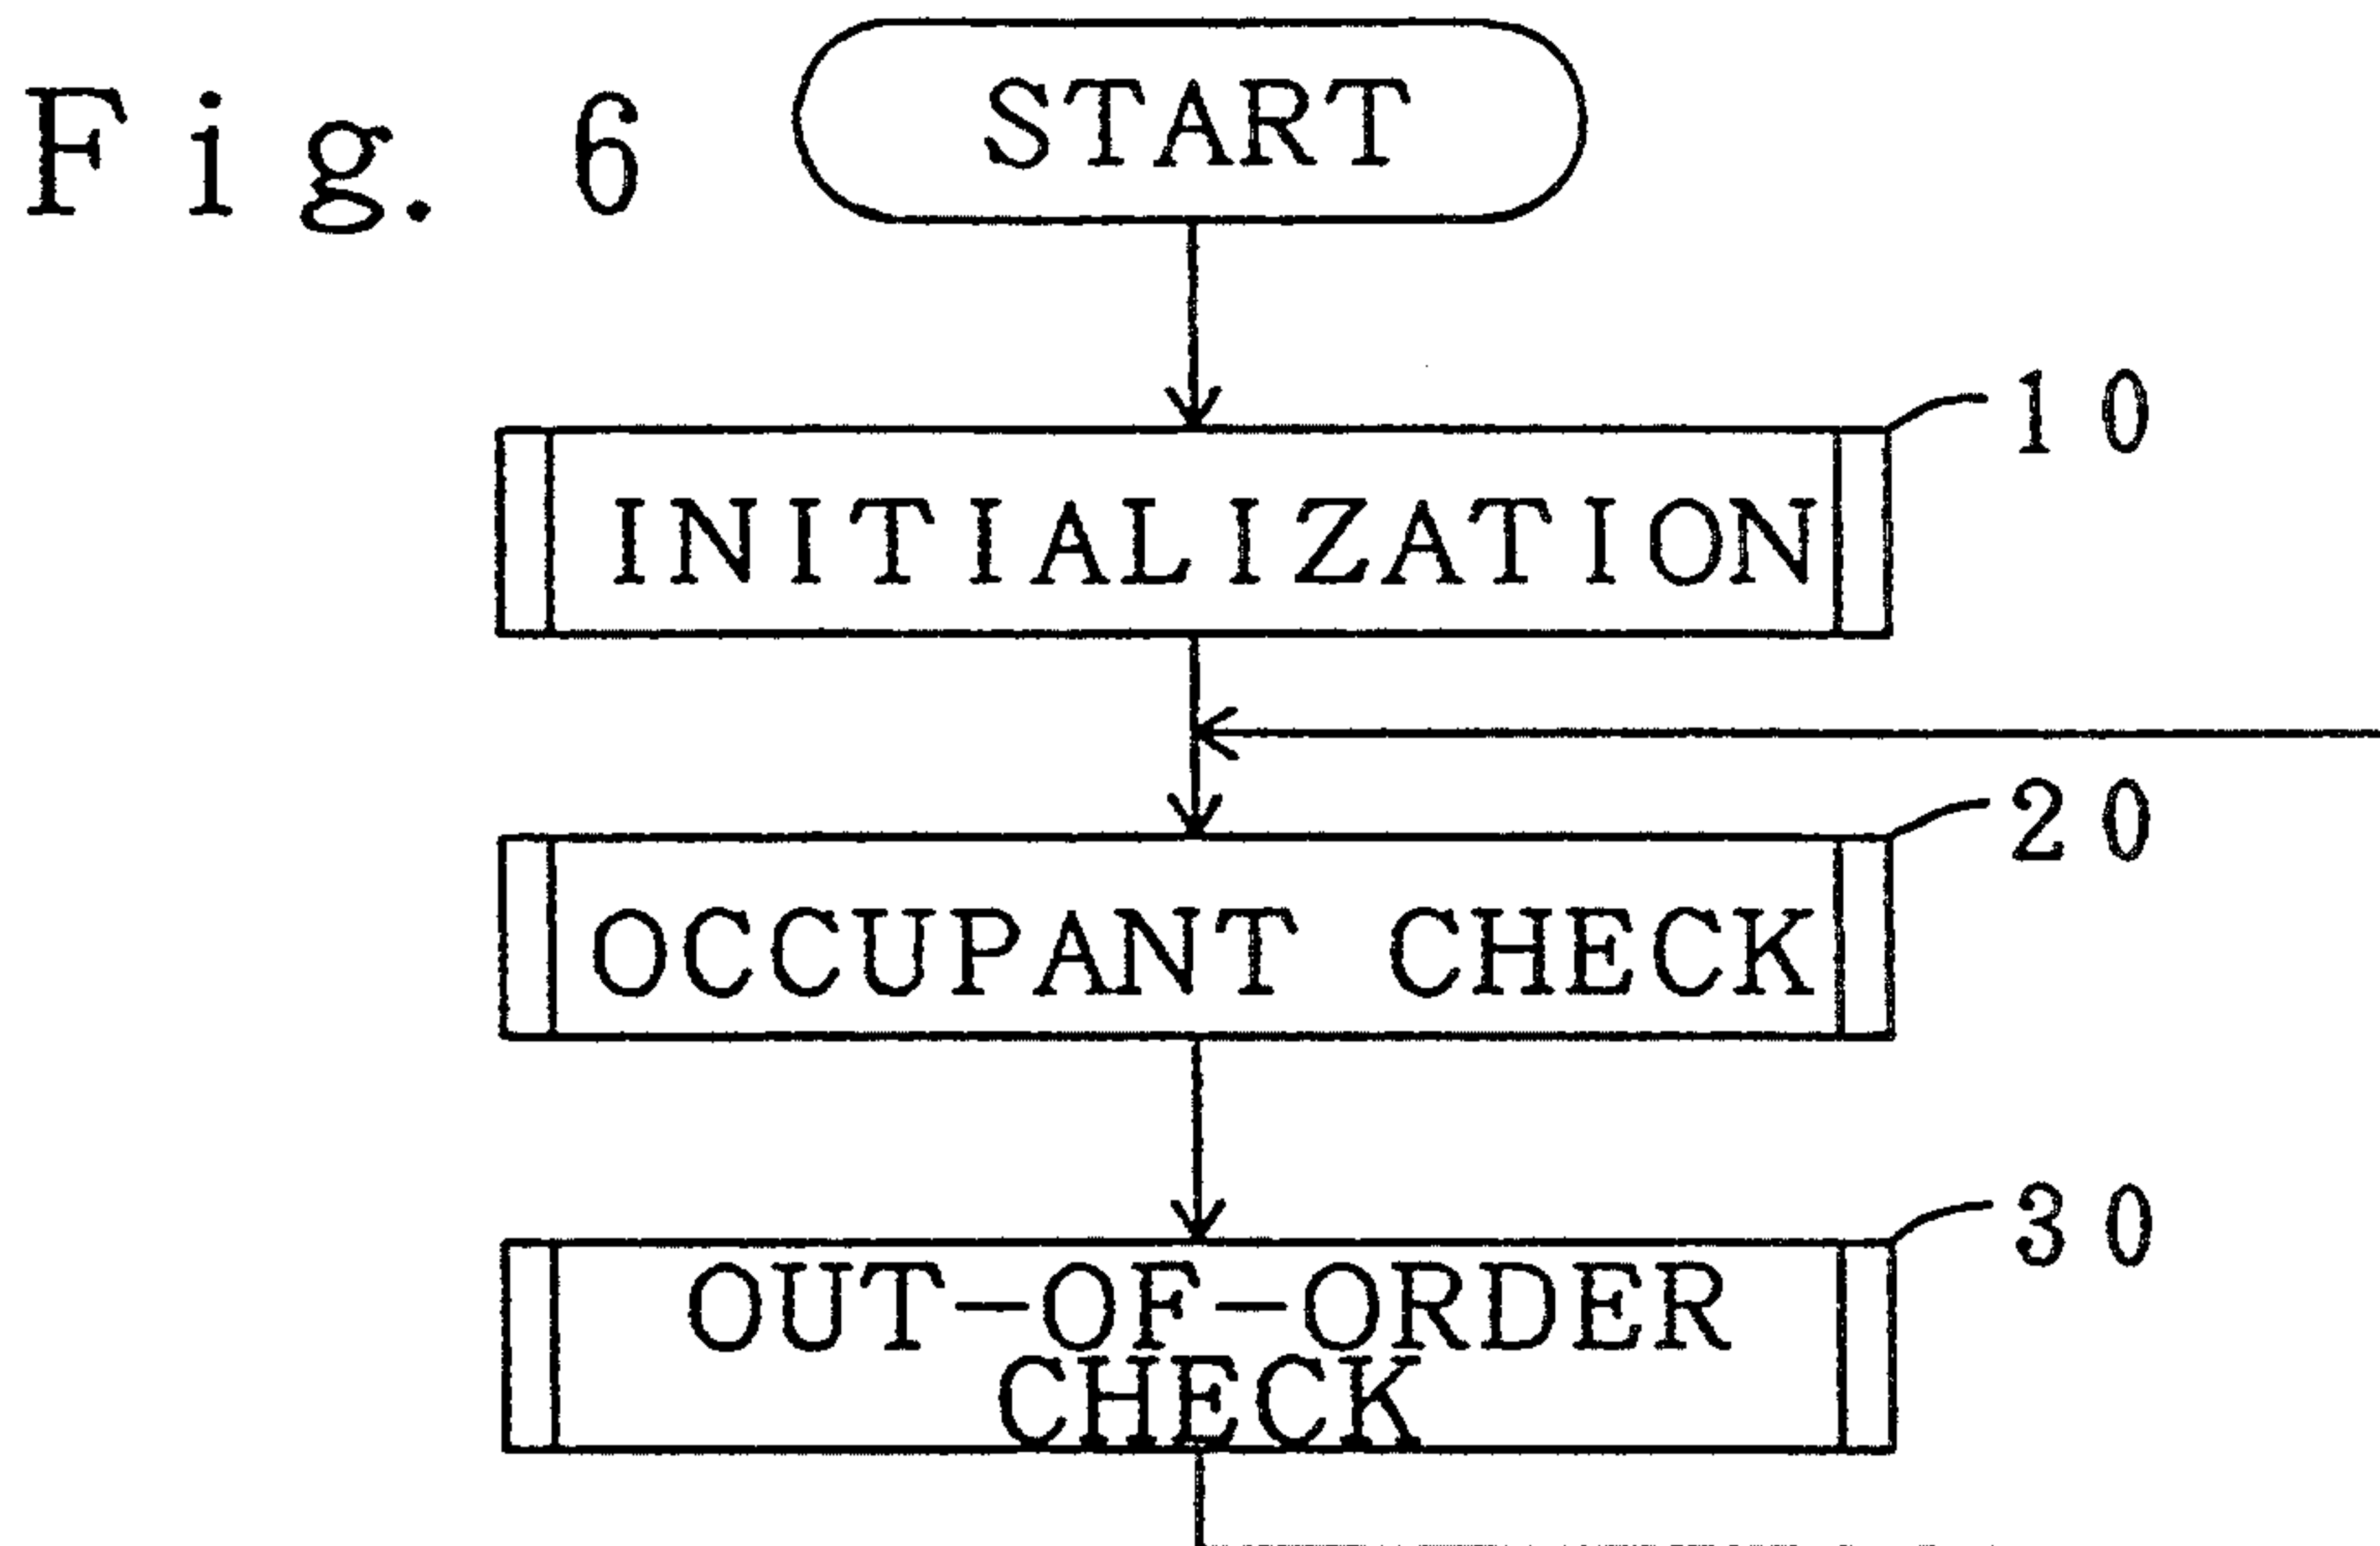 Fig. 6
START
10
INITIALIZATION
20
OCCUPANT CHECK
30
OUT-OF-ORDER
CHECK